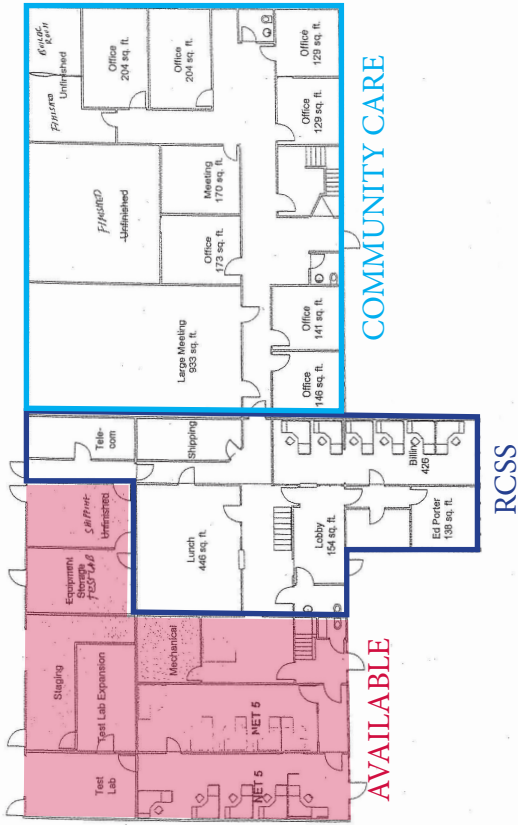 Test
Lab
Test Lab Expansion
Staging
Mechanical
NET 5
NET 5
Equipment
Storage
TEST LAB
SHIPPING
Unfinished
AVAILABLE
Tele-
com
Shipping
Lunch
446 sq. ft.
Lobby
154 sq. ft.
Billin
426
Ed Porter
138 sq. ft.
RCSS
Large Meeting
933 sq. ft.
FINISHED
Unfinished
FINISHED
Unfinished
BOILER
ROOM
Office
173 sq. ft.
Meeting
170 sq. ft.
Office
204 sq. ft.
Office
204 sq. ft.
Office
146 sq. ft.
Office
141 sq. ft.
Office
129 sq. ft.
Office
129 sq. ft.
COMMUNITY CARE